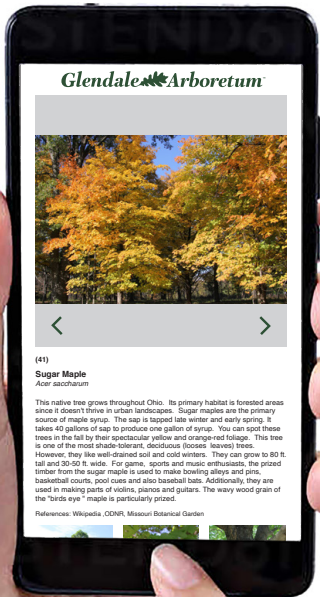 Glendale Arboretum
(41)
Sugar Maple
Acer saccharum
This native tree grows throughout Ohio. Its primary habitat is forested areas
since it doesn't thrive in urban landscapes. Sugar maples are the primary
source of maple syrup. The sap is tapped late winter and early spring. It
takes 40 gallons of sap to produce one gallon of syrup. You can spot these
trees in the fall by their spectacular yellow and orange-red foliage. This tree
is one of the most shade-tolerant, deciduous (looses leaves) trees.
However, they like well-drained soil and cold winters. They can grow to 80 ft.
tall and 30-50 ft. wide. For game, sports and music enthusiasts, the prized
timber from the sugar maple is used to make bowling alleys and pins,
basketball courts, pool cues and also baseball bats. Additionally, they are
used in making parts of violins, pianos and guitars. The wavy wood grain of
the "birds eye " maple is particularly prized.
References: Wikipedia ,ODNR, Missouri Botanical Garden